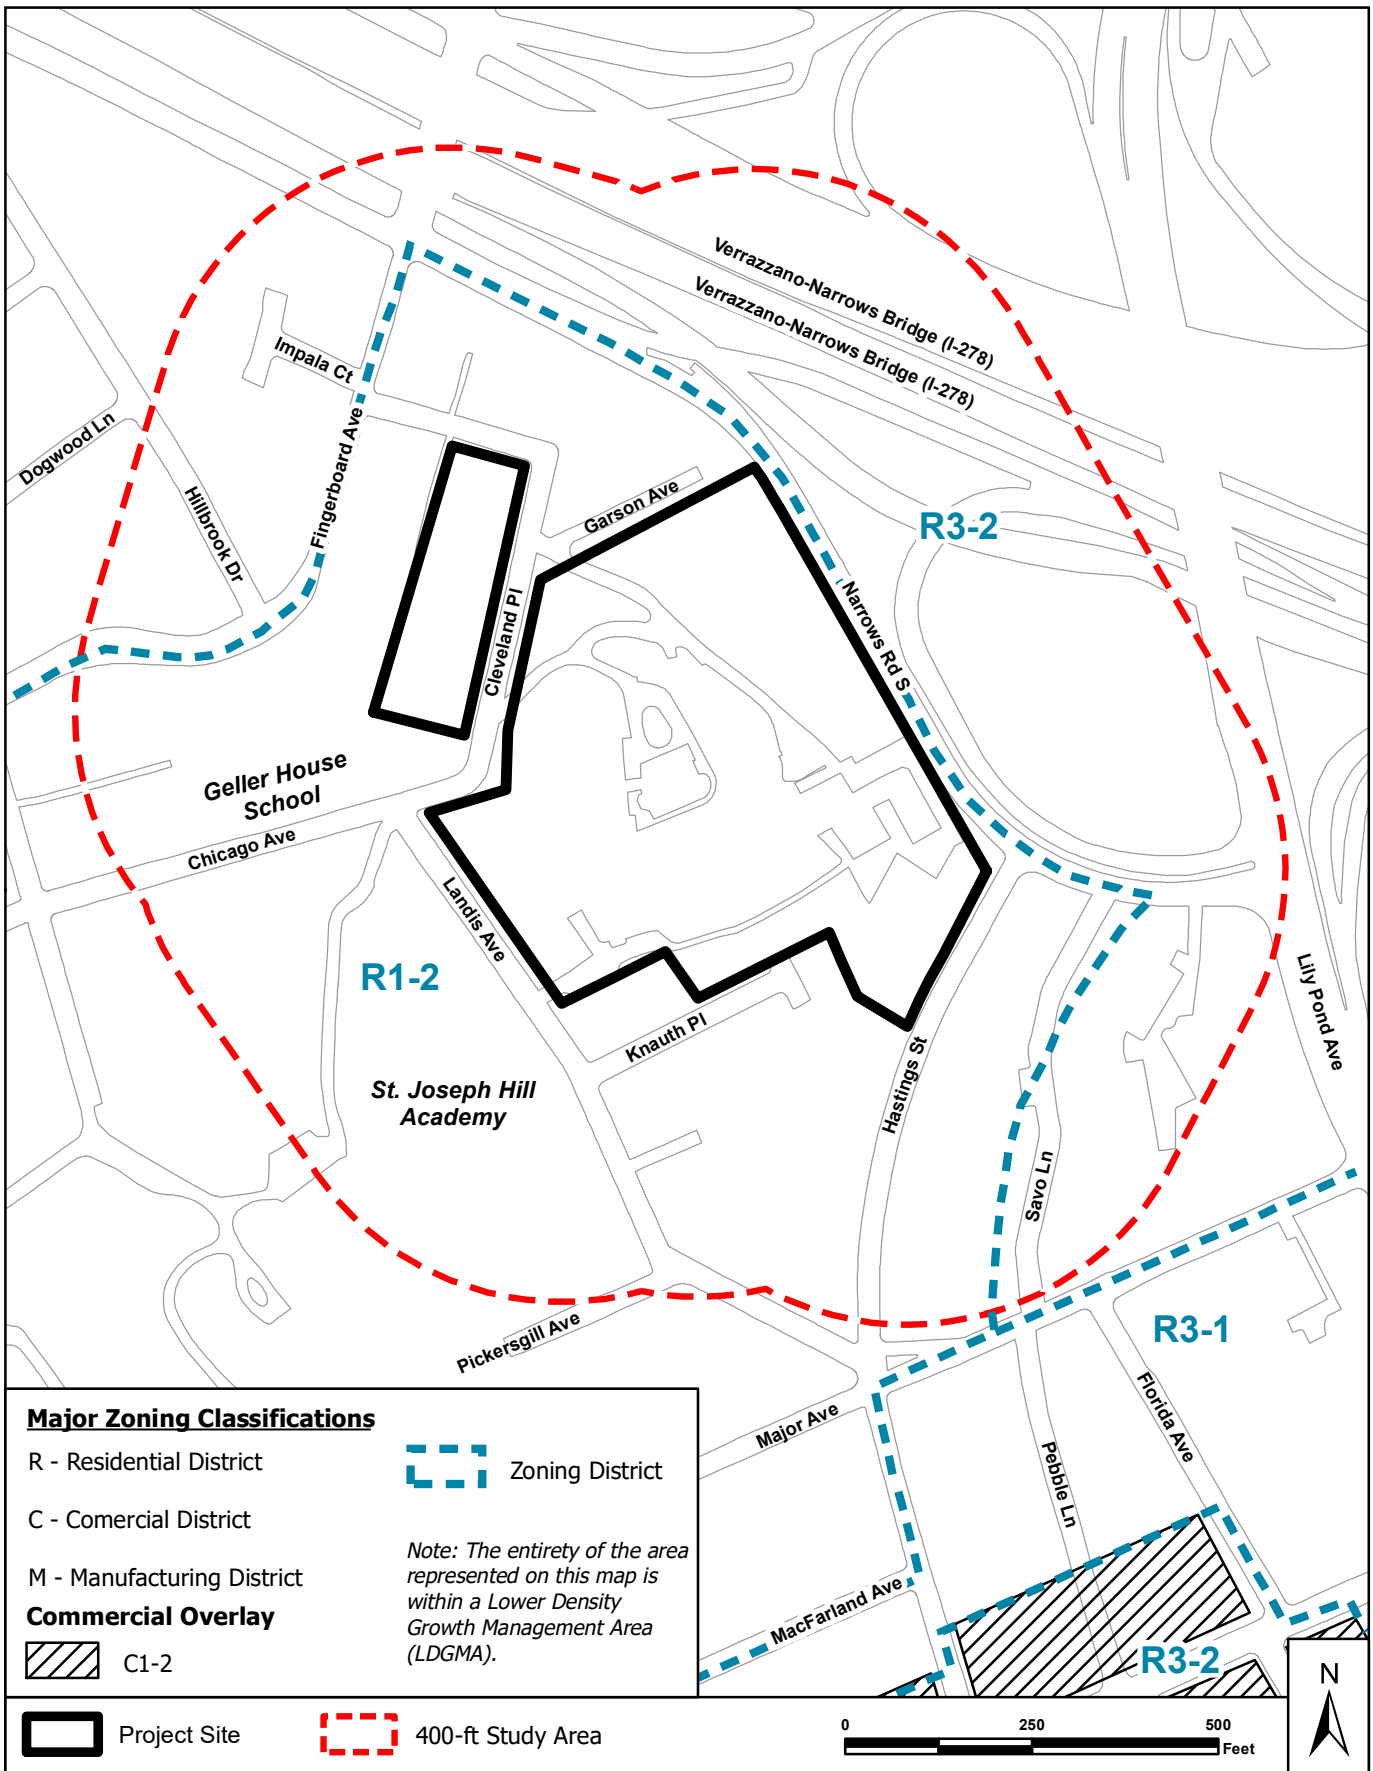 Verrazzano-Narrows Bridge (I-278)
Verrazzano-Narrows Bridge (I-278)
Impala Ct
Dogwood Ln
Fingerboard Ave
Hillbrook Dr
Garson Ave
R3-2
Cleveland Pl
Narrows Rd S
Geller House
School
Chicago Ave
Landis Ave
R1-2
Knauth Pl
Lily Pond Ave
St. Joseph Hill
Academy
Hastings St
Savo Ln
Pickersgill Ave
R3-1
Florida Ave
Major Ave
Pebble Ln
MacFarland Ave
R3-2
Major Zoning Classifications
R - Residential District
C - Comercial District
M - Manufacturing District
Commercial Overlay
C1-2
Zoning District
Note: The entirety of the area
represented on this map is
within a Lower Density
Growth Management Area
(LDGMA).
Project Site
400-ft Study Area
0 250 500
Feet
N